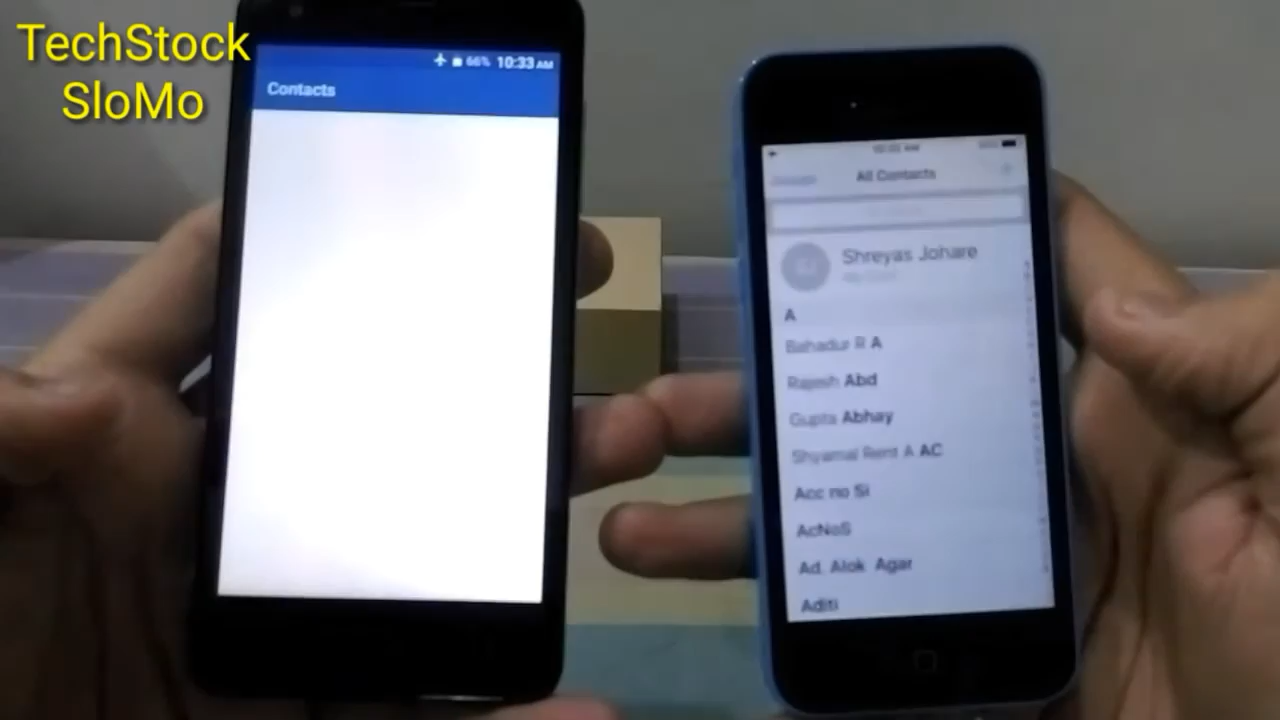 TechStock
SloMo
66% 10:33 AM
Contacts
All Contacts
Shreyas Johare
A
Bahadur R A
Rajesh Abd
Gupta Abhay
Shyamal Rent A AC
Acc no Si
AcNoS
Ad. Alok Agar
Aditi